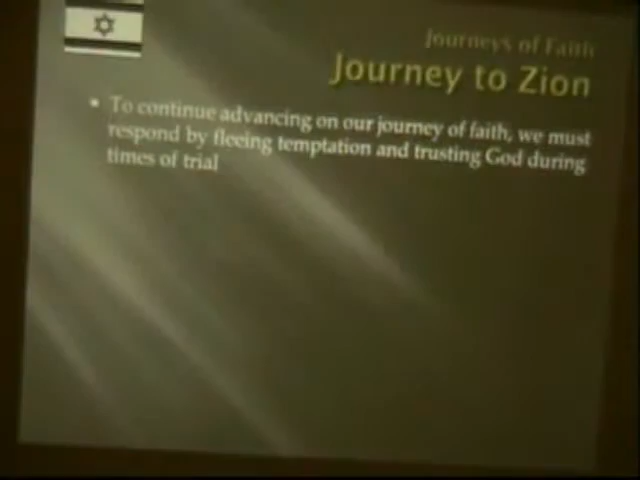 Journeys of Faith
Journey to Zion
To continue advancing on our journey of faith, we must
respond by fleeing temptation and trusting God during
times of trial